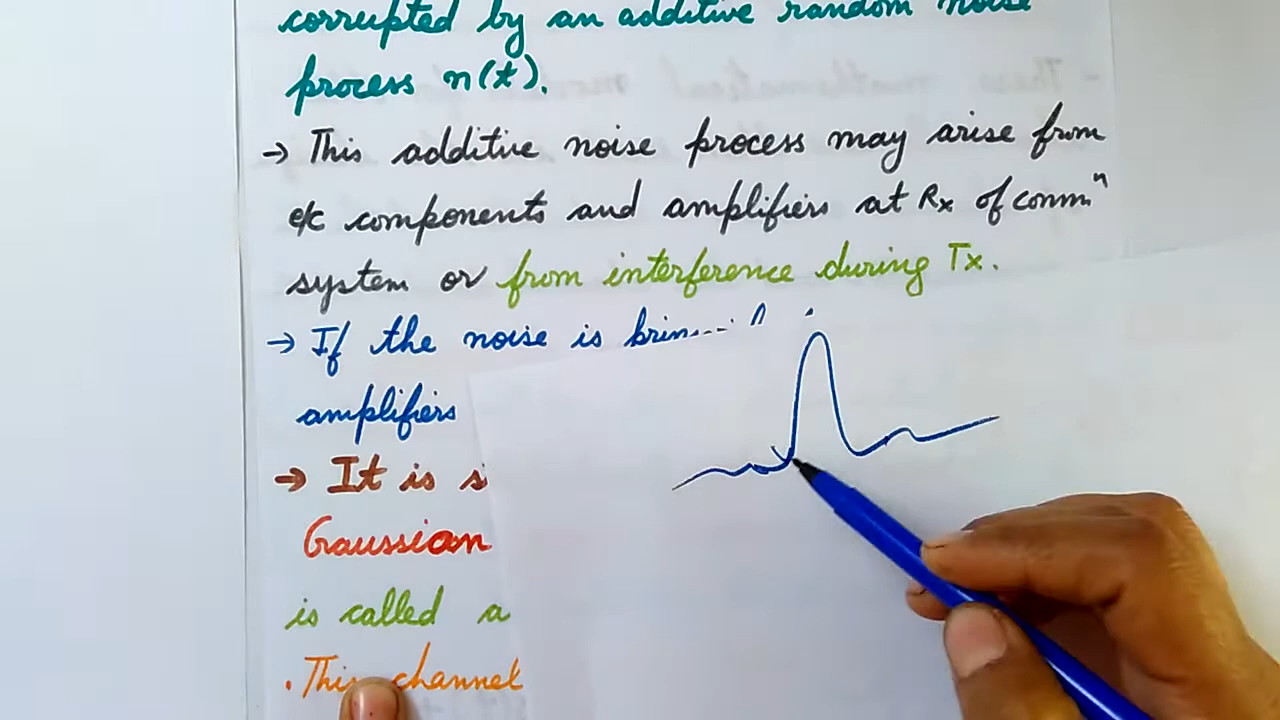 corrupted by an additive random noise
process n(t).
→ This additive noise process may arise from
e/c components and amplifiers at Rx of commⁿ
system or from interference during Tx.
→ If the noise is
amplifiers
→ It is
Gaussian
is called a
. This channel